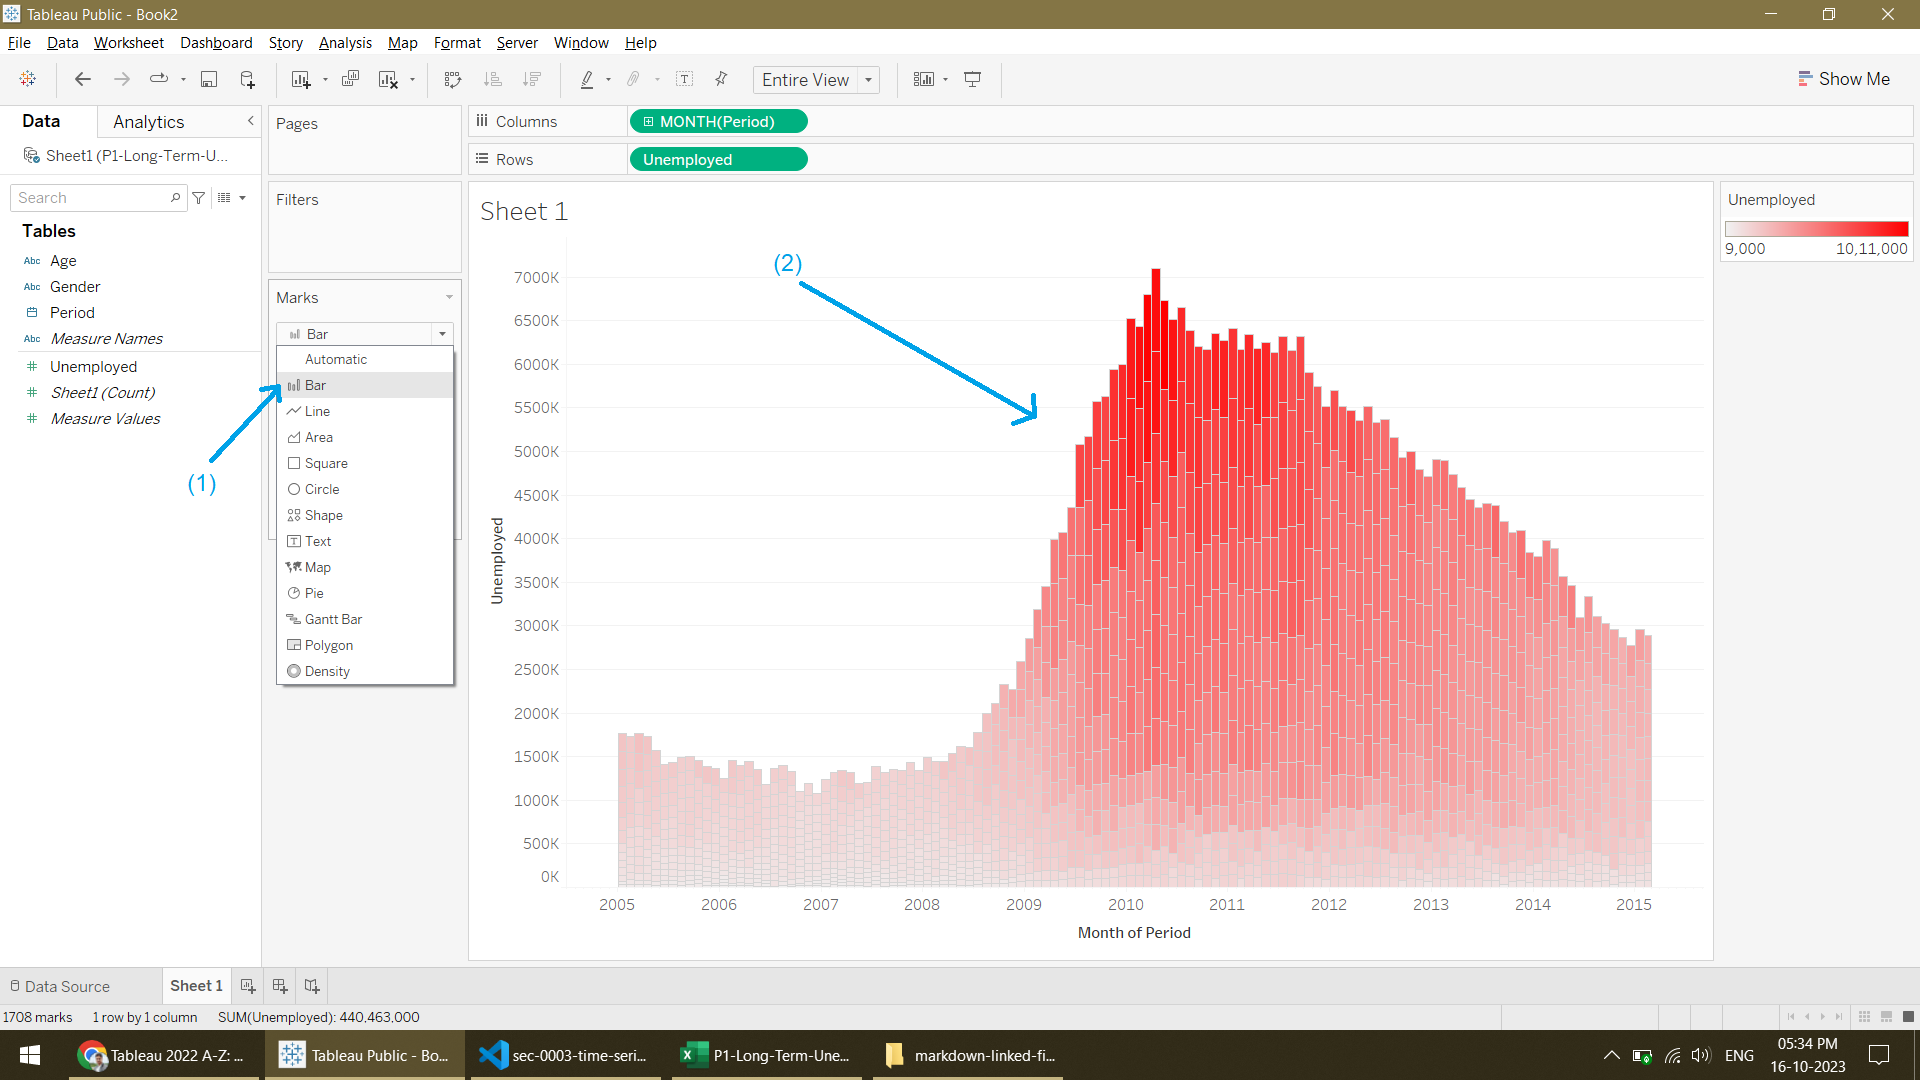 Tableau Public - Book2
File Data Worksheet Dashboard Story Analysis Map Format Server Window Help
Entire View
Show Me
Data
Analytics
Sheet1 (P1-Long-Term-U...
Search
Tables
Abc Age
Abc Gender
Period
Abc Measure Names
Unemployed
Sheet1 (Count)
Measure Values
Pages
Filters
Marks
Bar
Automatic
Bar
Line
Area
Square
Circle
Shape
Text
Map
Pie
Gantt Bar
Polygon
Density
(1)
Columns
MONTH(Period)
Rows
Unemployed
Sheet 1
(2)
7000K
6500K
6000K
5500K
5000K
4500K
4000K
3500K
3000K
2500K
2000K
1500K
1000K
500K
0K
Unemployed
2005 2006 2007 2008 2009 2010 2011 2012 2013 2014 2015
Month of Period
Unemployed
9,000 10,11,000
Data Source
Sheet 1
1708 marks 1 row by 1 column SUM(Unemployed): 440,463,000
Tableau 2022 A-Z: ...
Tableau Public - Bo...
sec-0003-time-seri...
P1-Long-Term-Une...
markdown-linked-fi...
ENG
05:34 PM
16-10-2023